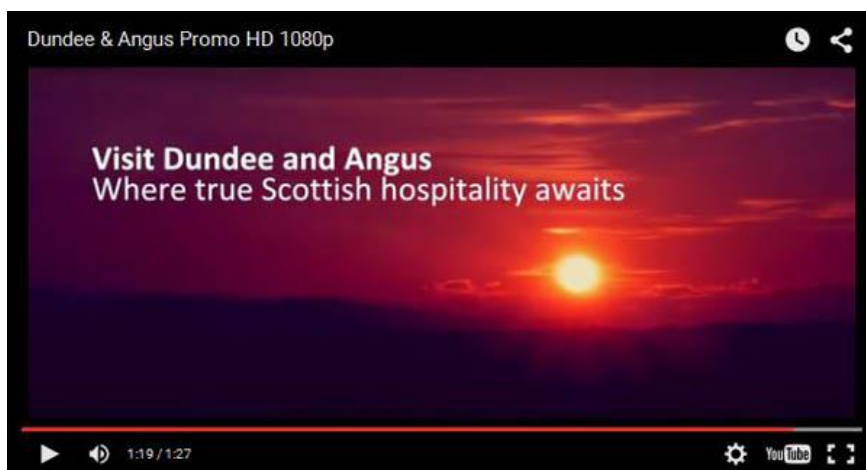 Dundee & Angus Promo HD 1080p
Visit Dundee and Angus
Where true Scottish hospitality awaits
1:19 / 1:27
YouTube